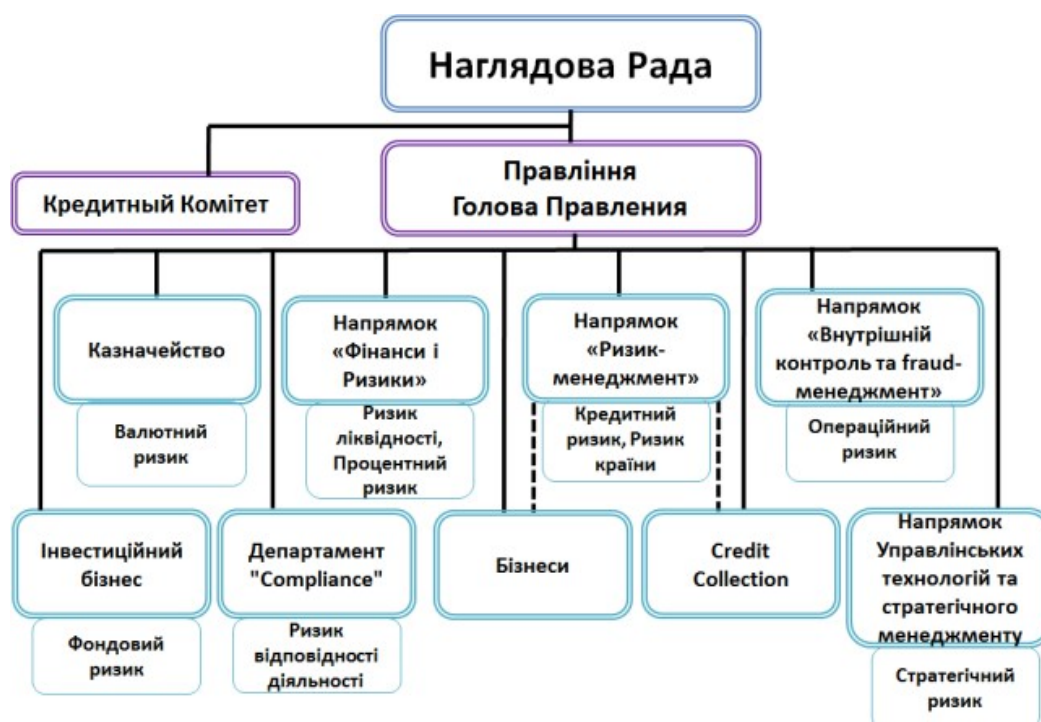 Наглядова Рада
Кредитный Комітет
Правління
Голова Правления
Казначейство
Валютний
ризик
Напрямок
«Фінанси і
Ризики»
Ризик
ліквідності,
Процентний
ризик
Напрямок
«Ризик-
менеджмент»
Кредитний
ризик, Ризик
країни
Напрямок
«Внутрішній
контроль та fraud-
менеджмент»
Операційний
ризик
Інвестиційний
бізнес
Фондовий
ризик
Департамент
"Compliance"
Ризик
відповідності
діяльності
Бізнеси
Credit
Collection
Напрямок
Управлінських
технологій та
стратегічного
менеджменту
Стратегічний
ризик